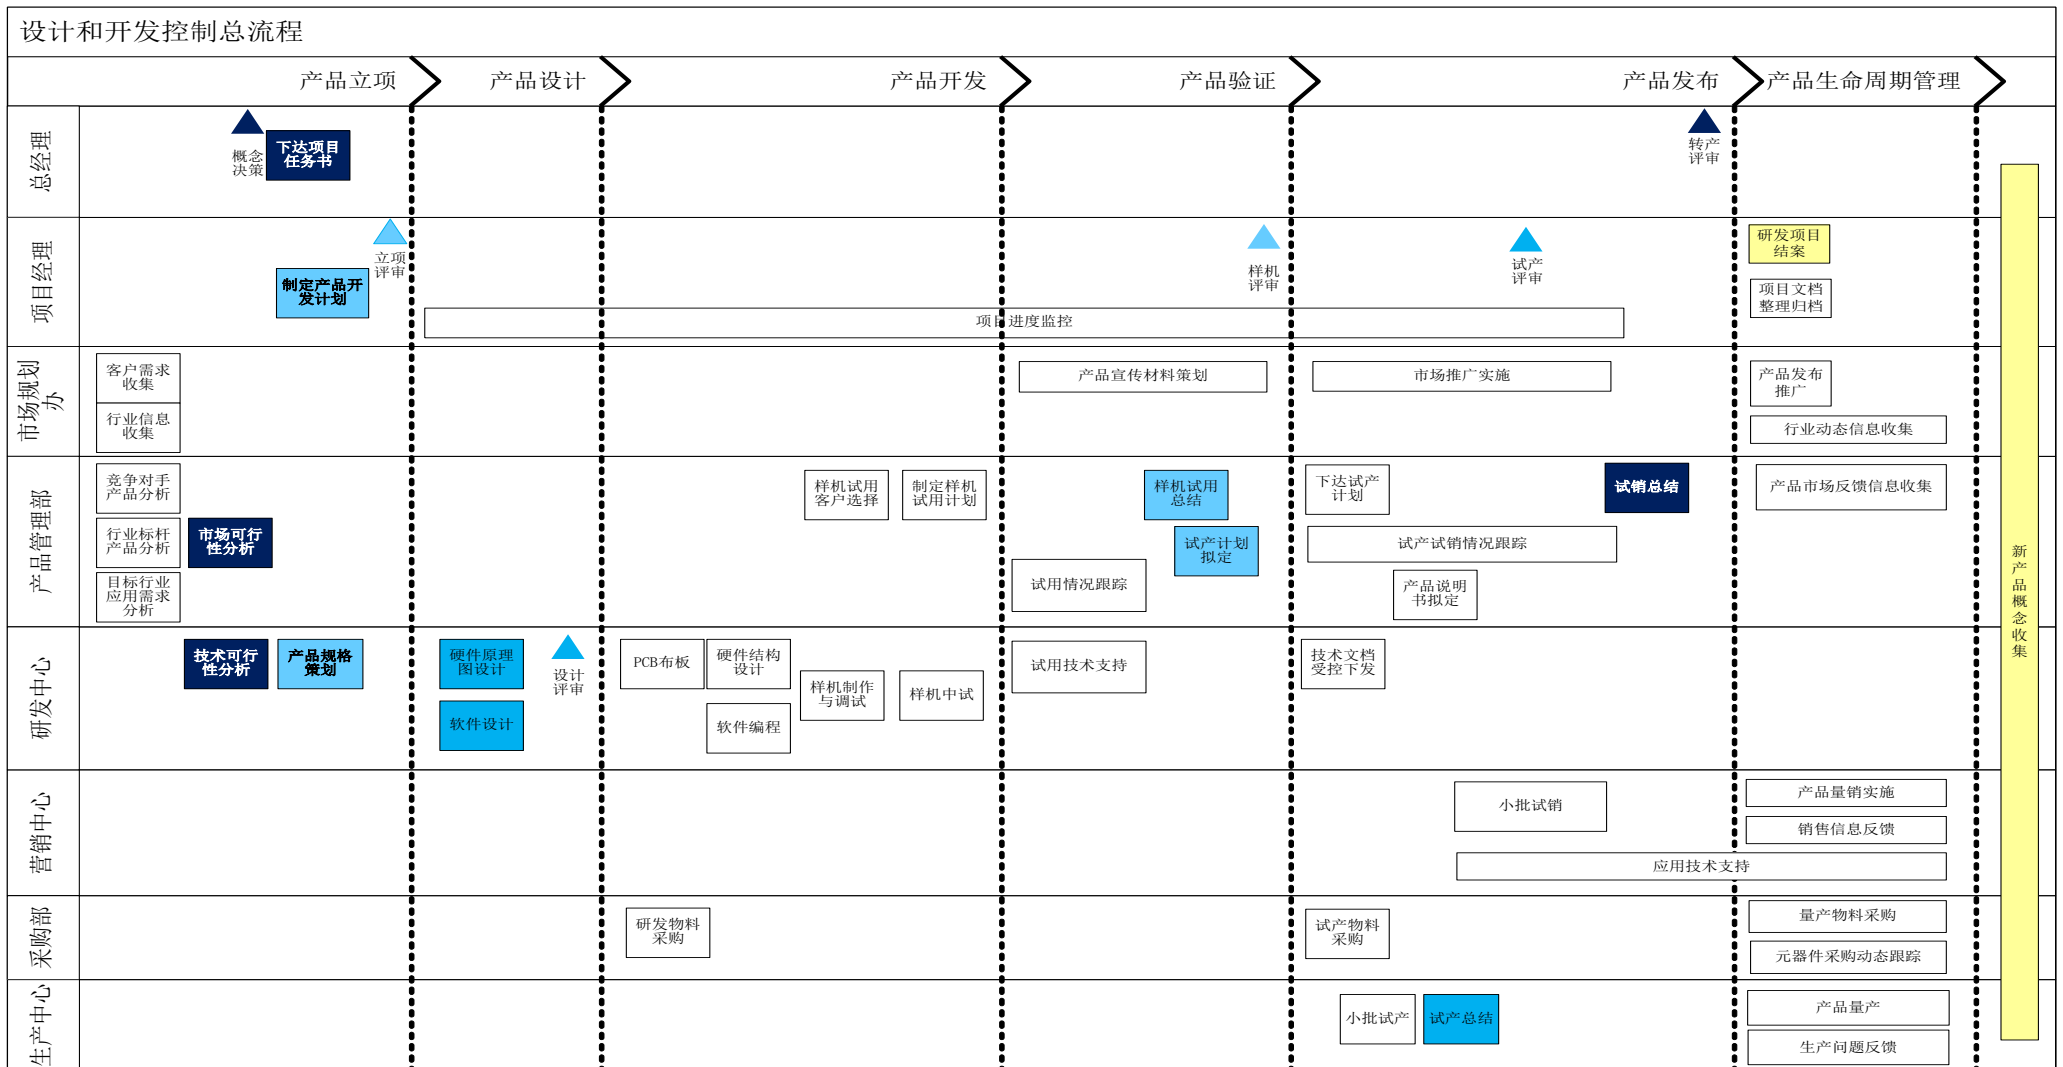 设计和开发控制总流程
产品立项
产品设计
产品开发
产品验证
产品发布
产品生命周期管理
总经理
概念
决策
下达项目
任务书
转产
评审
项目经理
立项
评审
制定产品开
发计划
样机
评审
试产
评审
研发项目
结案
项目文档
整理归档
项目进度监控
市场规划
办
客户需求
收集
行业信息
收集
产品宣传材料策划
市场推广实施
产品发布
推广
行业动态信息收集
产品管理部
竞争对手
产品分析
行业标杆
产品分析
目标行业
应用需求
分析
市场可行
性分析
样机试用
客户选择
制定样机
试用计划
样机试用
总结
试产计划
拟定
试用情况跟踪
下达试产
计划
试销总结
试产试销情况跟踪
产品说明
书拟定
产品市场反馈信息收集
研发中心
技术可行
性分析
产品规格
策划
硬件原理
图设计
软件设计
设计
评审
PCB布板
硬件结构
设计
软件编程
样机制作
与调试
样机中试
试用技术支持
技术文档
受控下发
营销中心
小批试销
应用技术支持
产品量销实施
销售信息反馈
采购部
研发物料
采购
试产物料
采购
量产物料采购
元器件采购动态跟踪
生产中心
小批试产
试产总结
产品量产
生产问题反馈
新
产
品
概
念
收
集